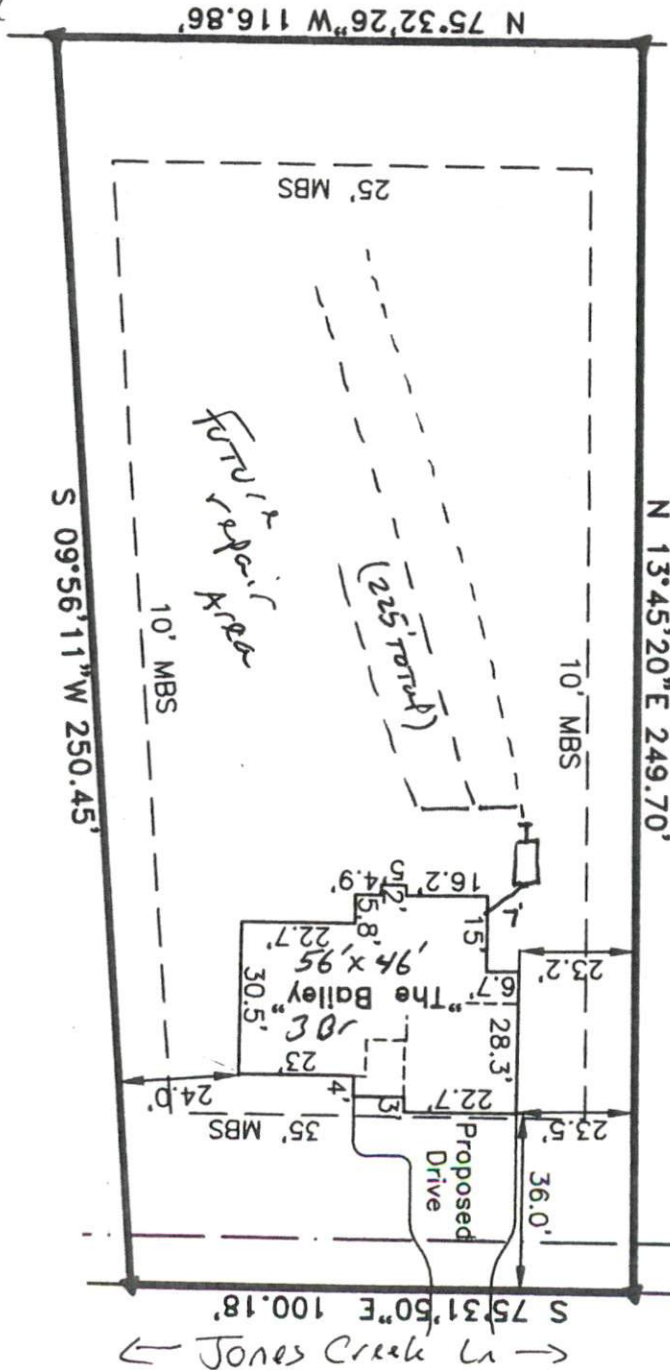 N 75°32'26"W 116.86'
25' MBS
N 13°45'20"E 249.70'
10' MBS
S 09°56'11"W 250.45'
10' MBS
Future
repair
Area
(225' total)
7'
16.2'
5'
2'
4.9'
5.8'
22.7'
15'
6.7'
23.2'
"The Bailey"
30.5'
28.3'
23'
4'
3'
22.7'
24.0'
23.5'
35' MBS
36.0'
Proposed
Drive
S 75°31'50"E 100.18'
← Jones Creek Ln →